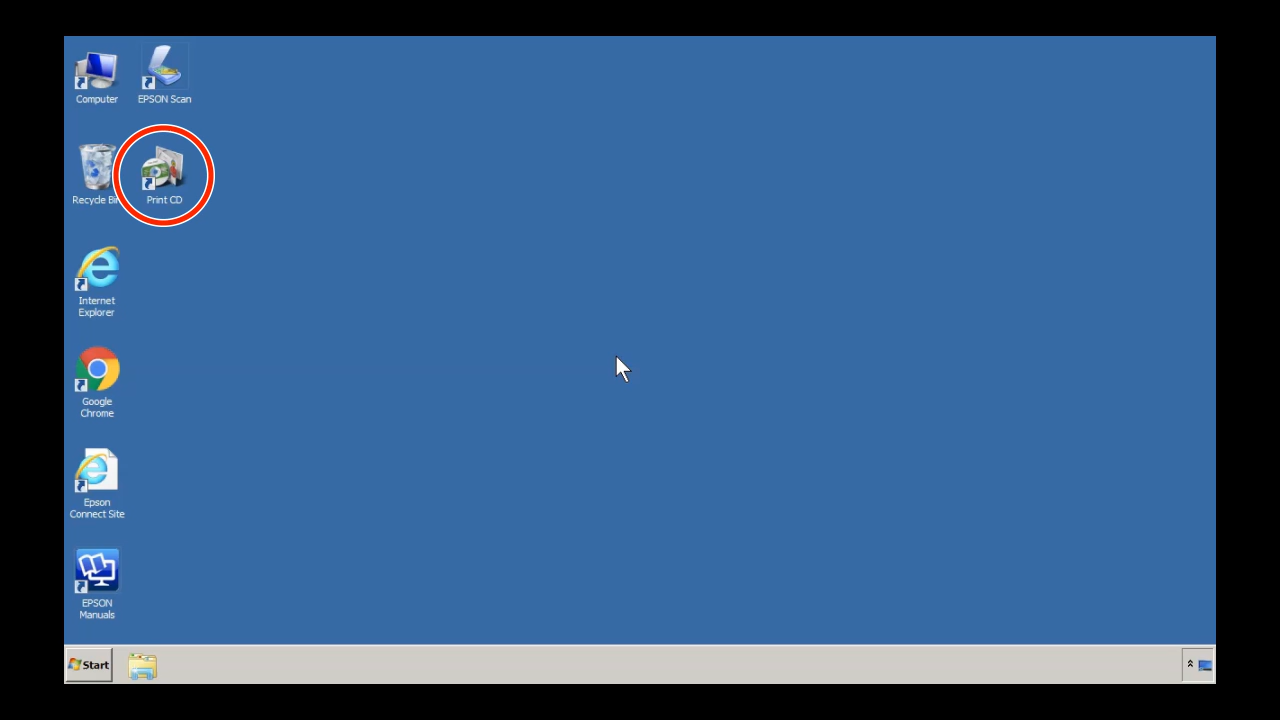 Computer
EPSON Scan
Recycle Bin
Print CD
Internet
Explorer
Google
Chrome
Epson
Connect Site
EPSON
Manuals
Start